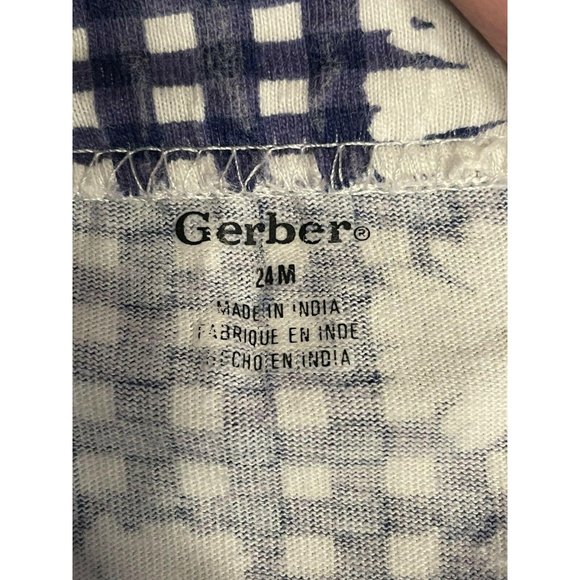 Gerber®
24M
MADE IN INDIA
FABRIQUE EN INDE
HECHO EN INDIA